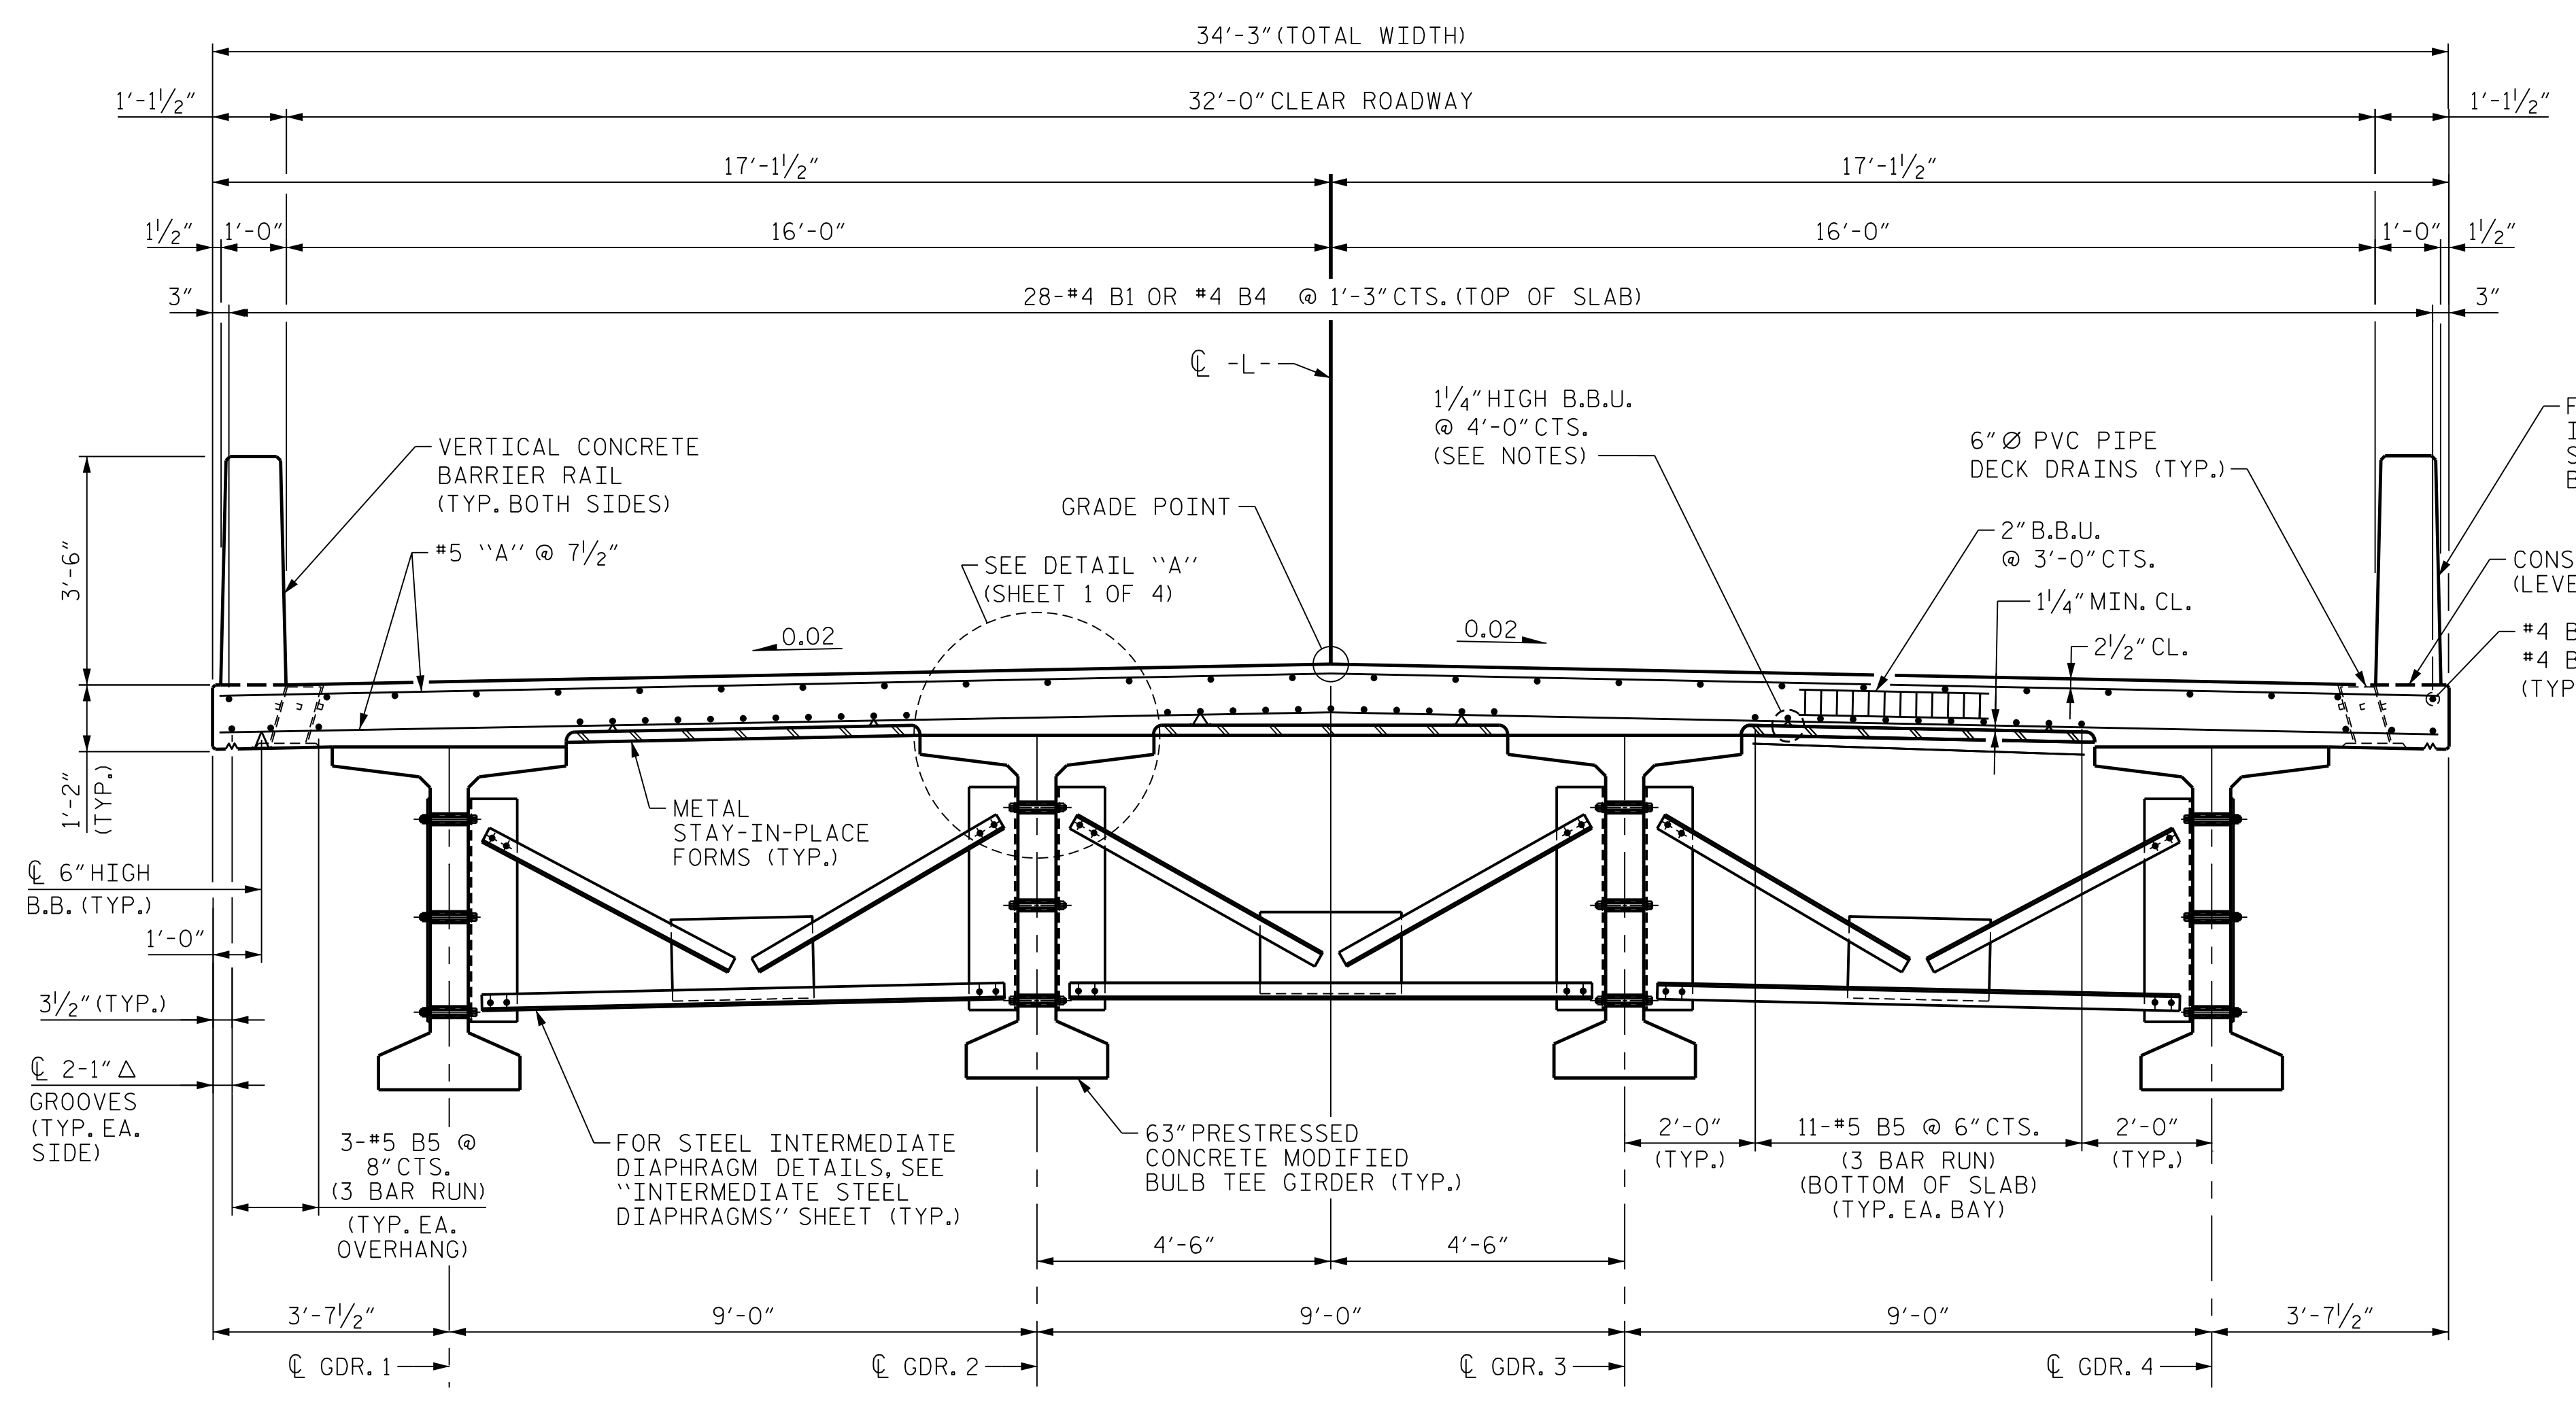 34'-3" (TOTAL WIDTH)
1'-1½"
32'-0" CLEAR ROADWAY
1'-1½"
17'-1½"
17'-1½"
1½"
1'-0"
16'-0"
16'-0"
1'-0"
1½"
3"
28-#4 B1 OR #4 B4 @ 1'-3" CTS. (TOP OF SLAB)
3"
℄ -L-
1¼" HIGH B.B.U.
@ 4'-0" CTS.
(SEE NOTES)
VERTICAL CONCRETE
BARRIER RAIL
(TYP. BOTH SIDES)
6" Ø PVC PIPE
DECK DRAINS (TYP.)
GRADE POINT
#5 "A" @ 7½"
2" B.B.U.
@ 3'-0" CTS.
3'-6"
SEE DETAIL "A"
(SHEET 1 OF 4)
1¼" MIN. CL.
2½" CL.
0.02
0.02
#4 B
#4 B
1'-2"
(TYP.)
METAL
STAY-IN-PLACE
FORMS (TYP.)
℄ 6" HIGH
B.B. (TYP.)
1'-0"
3½" (TYP.)
℄ 2-1" △
GROOVES
(TYP. EA.
SIDE)
3-#5 B5 @
8" CTS.
(3 BAR RUN)
(TYP. EA.
OVERHANG)
FOR STEEL INTERMEDIATE
DIAPHRAGM DETAILS, SEE
"INTERMEDIATE STEEL
DIAPHRAGMS" SHEET (TYP.)
63" PRESTRESSED
CONCRETE MODIFIED
BULB TEE GIRDER (TYP.)
2'-0"
(TYP.)
11-#5 B5 @ 6" CTS.
(3 BAR RUN)
(BOTTOM OF SLAB)
(TYP. EA. BAY)
2'-0"
(TYP.)
4'-6"
4'-6"
3'-7½"
9'-0"
9'-0"
9'-0"
3'-7½"
℄ GDR. 1
℄ GDR. 2
℄ GDR. 3
℄ GDR. 4